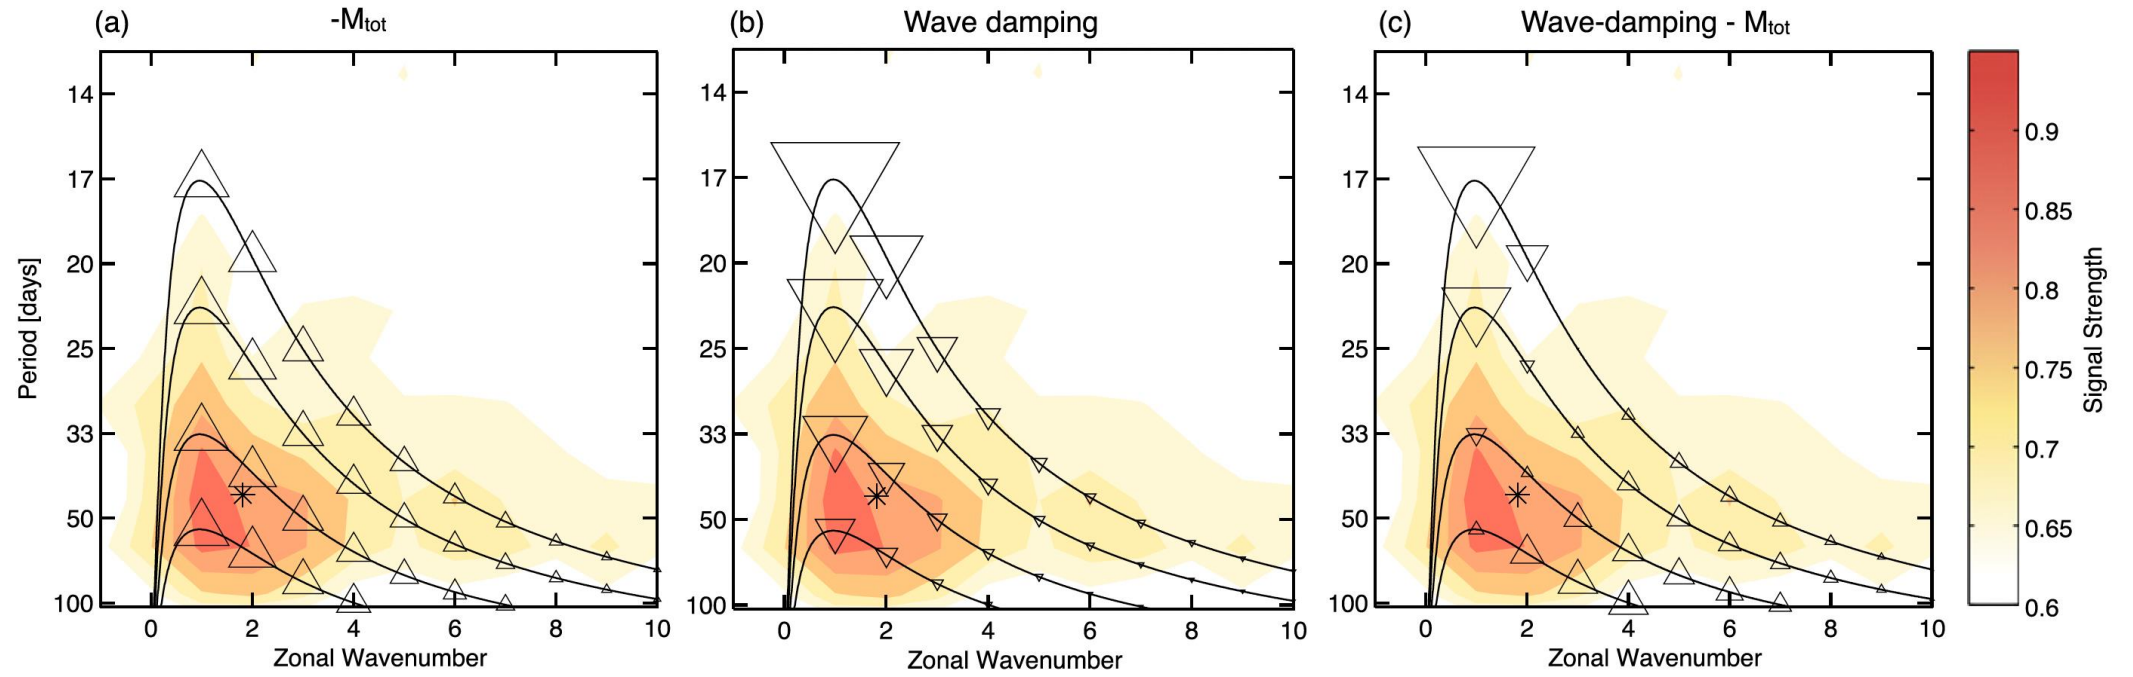 (a) -Mtot
(b) Wave damping
(c) Wave-damping - Mtot
Period [days]
14
17
20
25
33
50
100
0 2 4 6 8 10
Zonal Wavenumber
14
17
20
25
33
50
100
0 2 4 6 8 10
Zonal Wavenumber
14
17
20
25
33
50
100
0 2 4 6 8 10
Zonal Wavenumber
0.9
0.85
0.8
0.75
0.7
0.65
0.6
Signal Strength